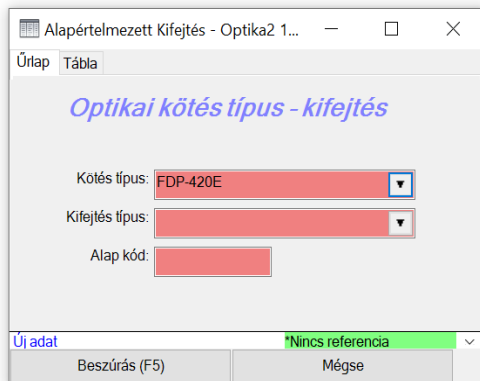 Alapértelmezett Kifejtés - Optika2 1...
Űrlap Tábla
Optikai kötés típus - kifejtés
Kötés típus: FDP-420E
Kifejtés típus:
Alap kód:
Új adat *Nincs referencia
Beszúrás (F5) Mégse